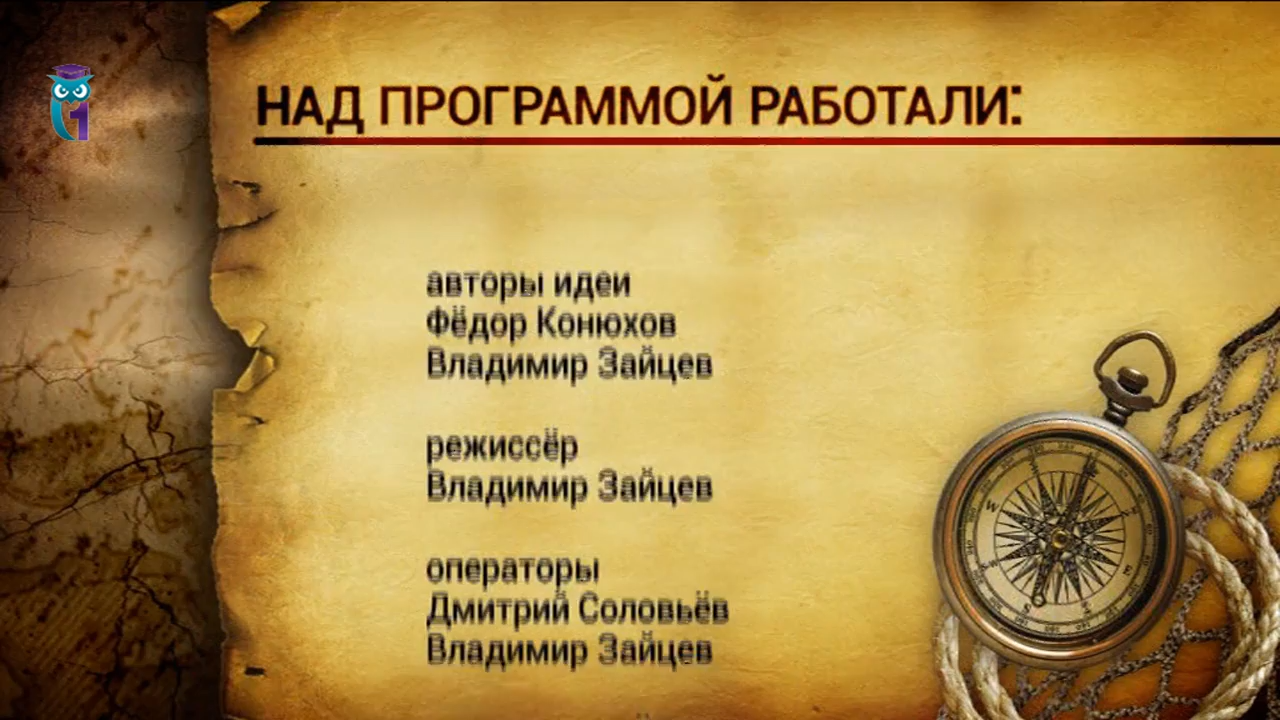 НАД ПРОГРАММОЙ РАБОТАЛИ:
авторы идеи
Фёдор Конюхов
Владимир Зайцев
режиссёр
Владимир Зайцев
операторы
Дмитрий Соловьёв
Владимир Зайцев